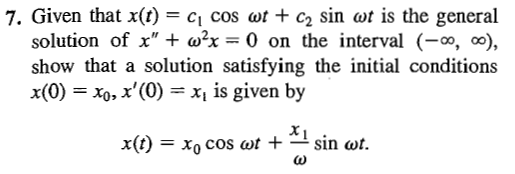 7. Given that x(t) = c₁ cos ωt + c₂ sin ωt is the general
solution of x″ + ω²x = 0 on the interval (−∞, ∞),
show that a solution satisfying the initial conditions
x(0) = x₀, x′(0) = x₁ is given by
x(t) = x₀ cos ωt + x₁/ω sin ωt.